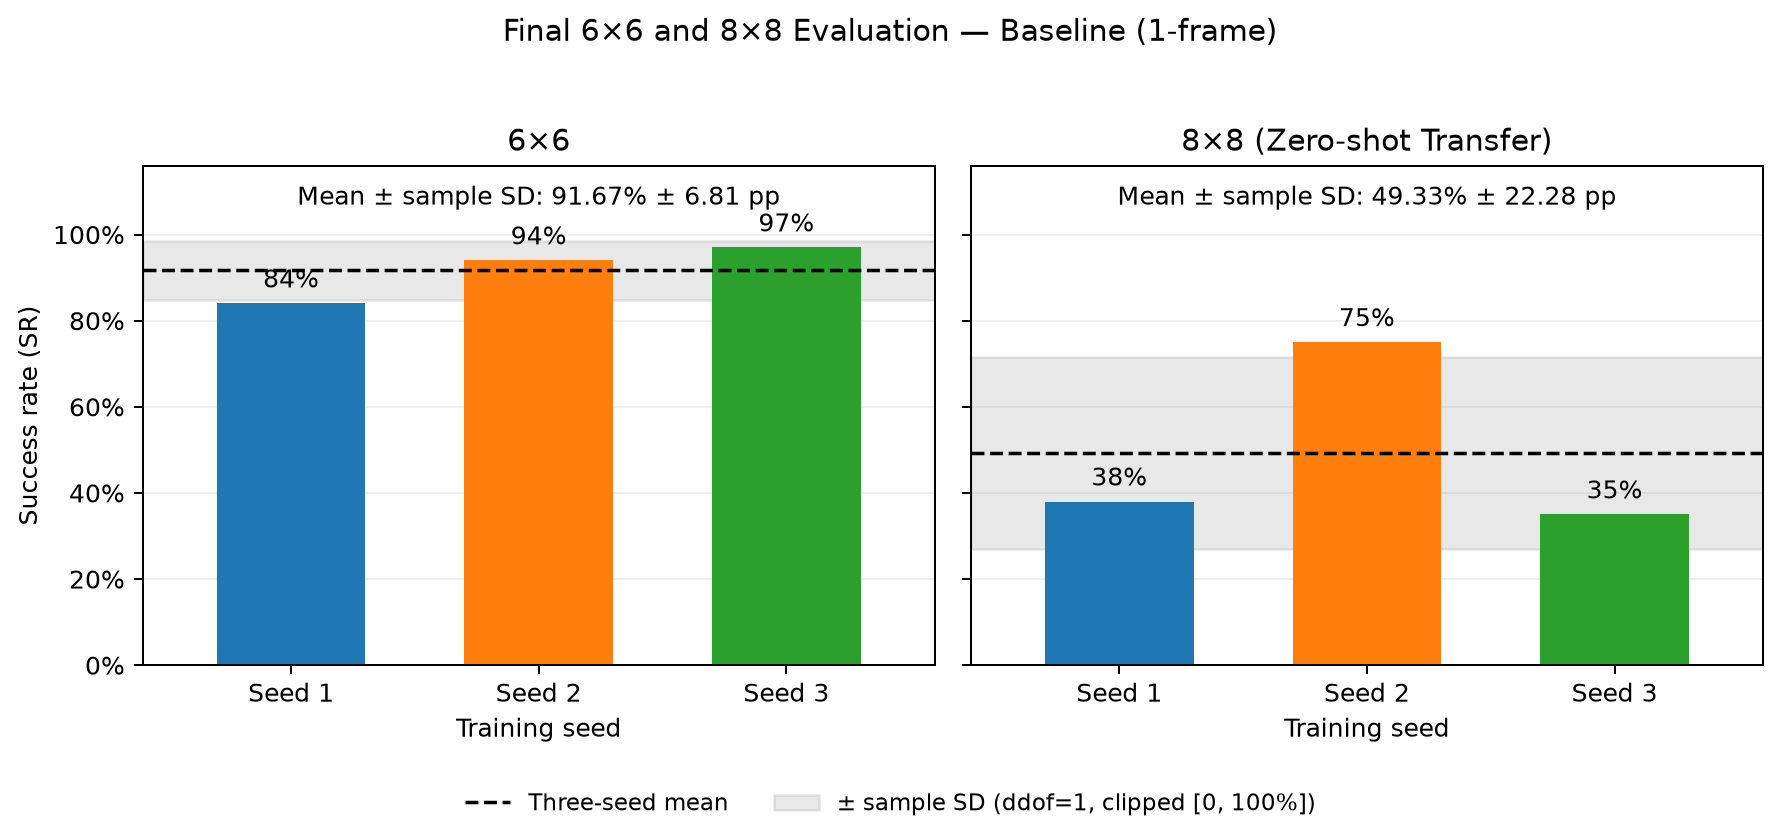 Final 6×6 and 8×8 Evaluation — Baseline (1-frame)
6×6
Mean ± sample SD: 91.67% ± 6.81 pp
Success rate (SR)
100%
80%
60%
40%
20%
0%
84%
94%
97%
Seed 1
Seed 2
Seed 3
Training seed
8×8 (Zero-shot Transfer)
Mean ± sample SD: 49.33% ± 22.28 pp
38%
75%
35%
Seed 1
Seed 2
Seed 3
Training seed
Three-seed mean
± sample SD (ddof=1, clipped [0, 100%])